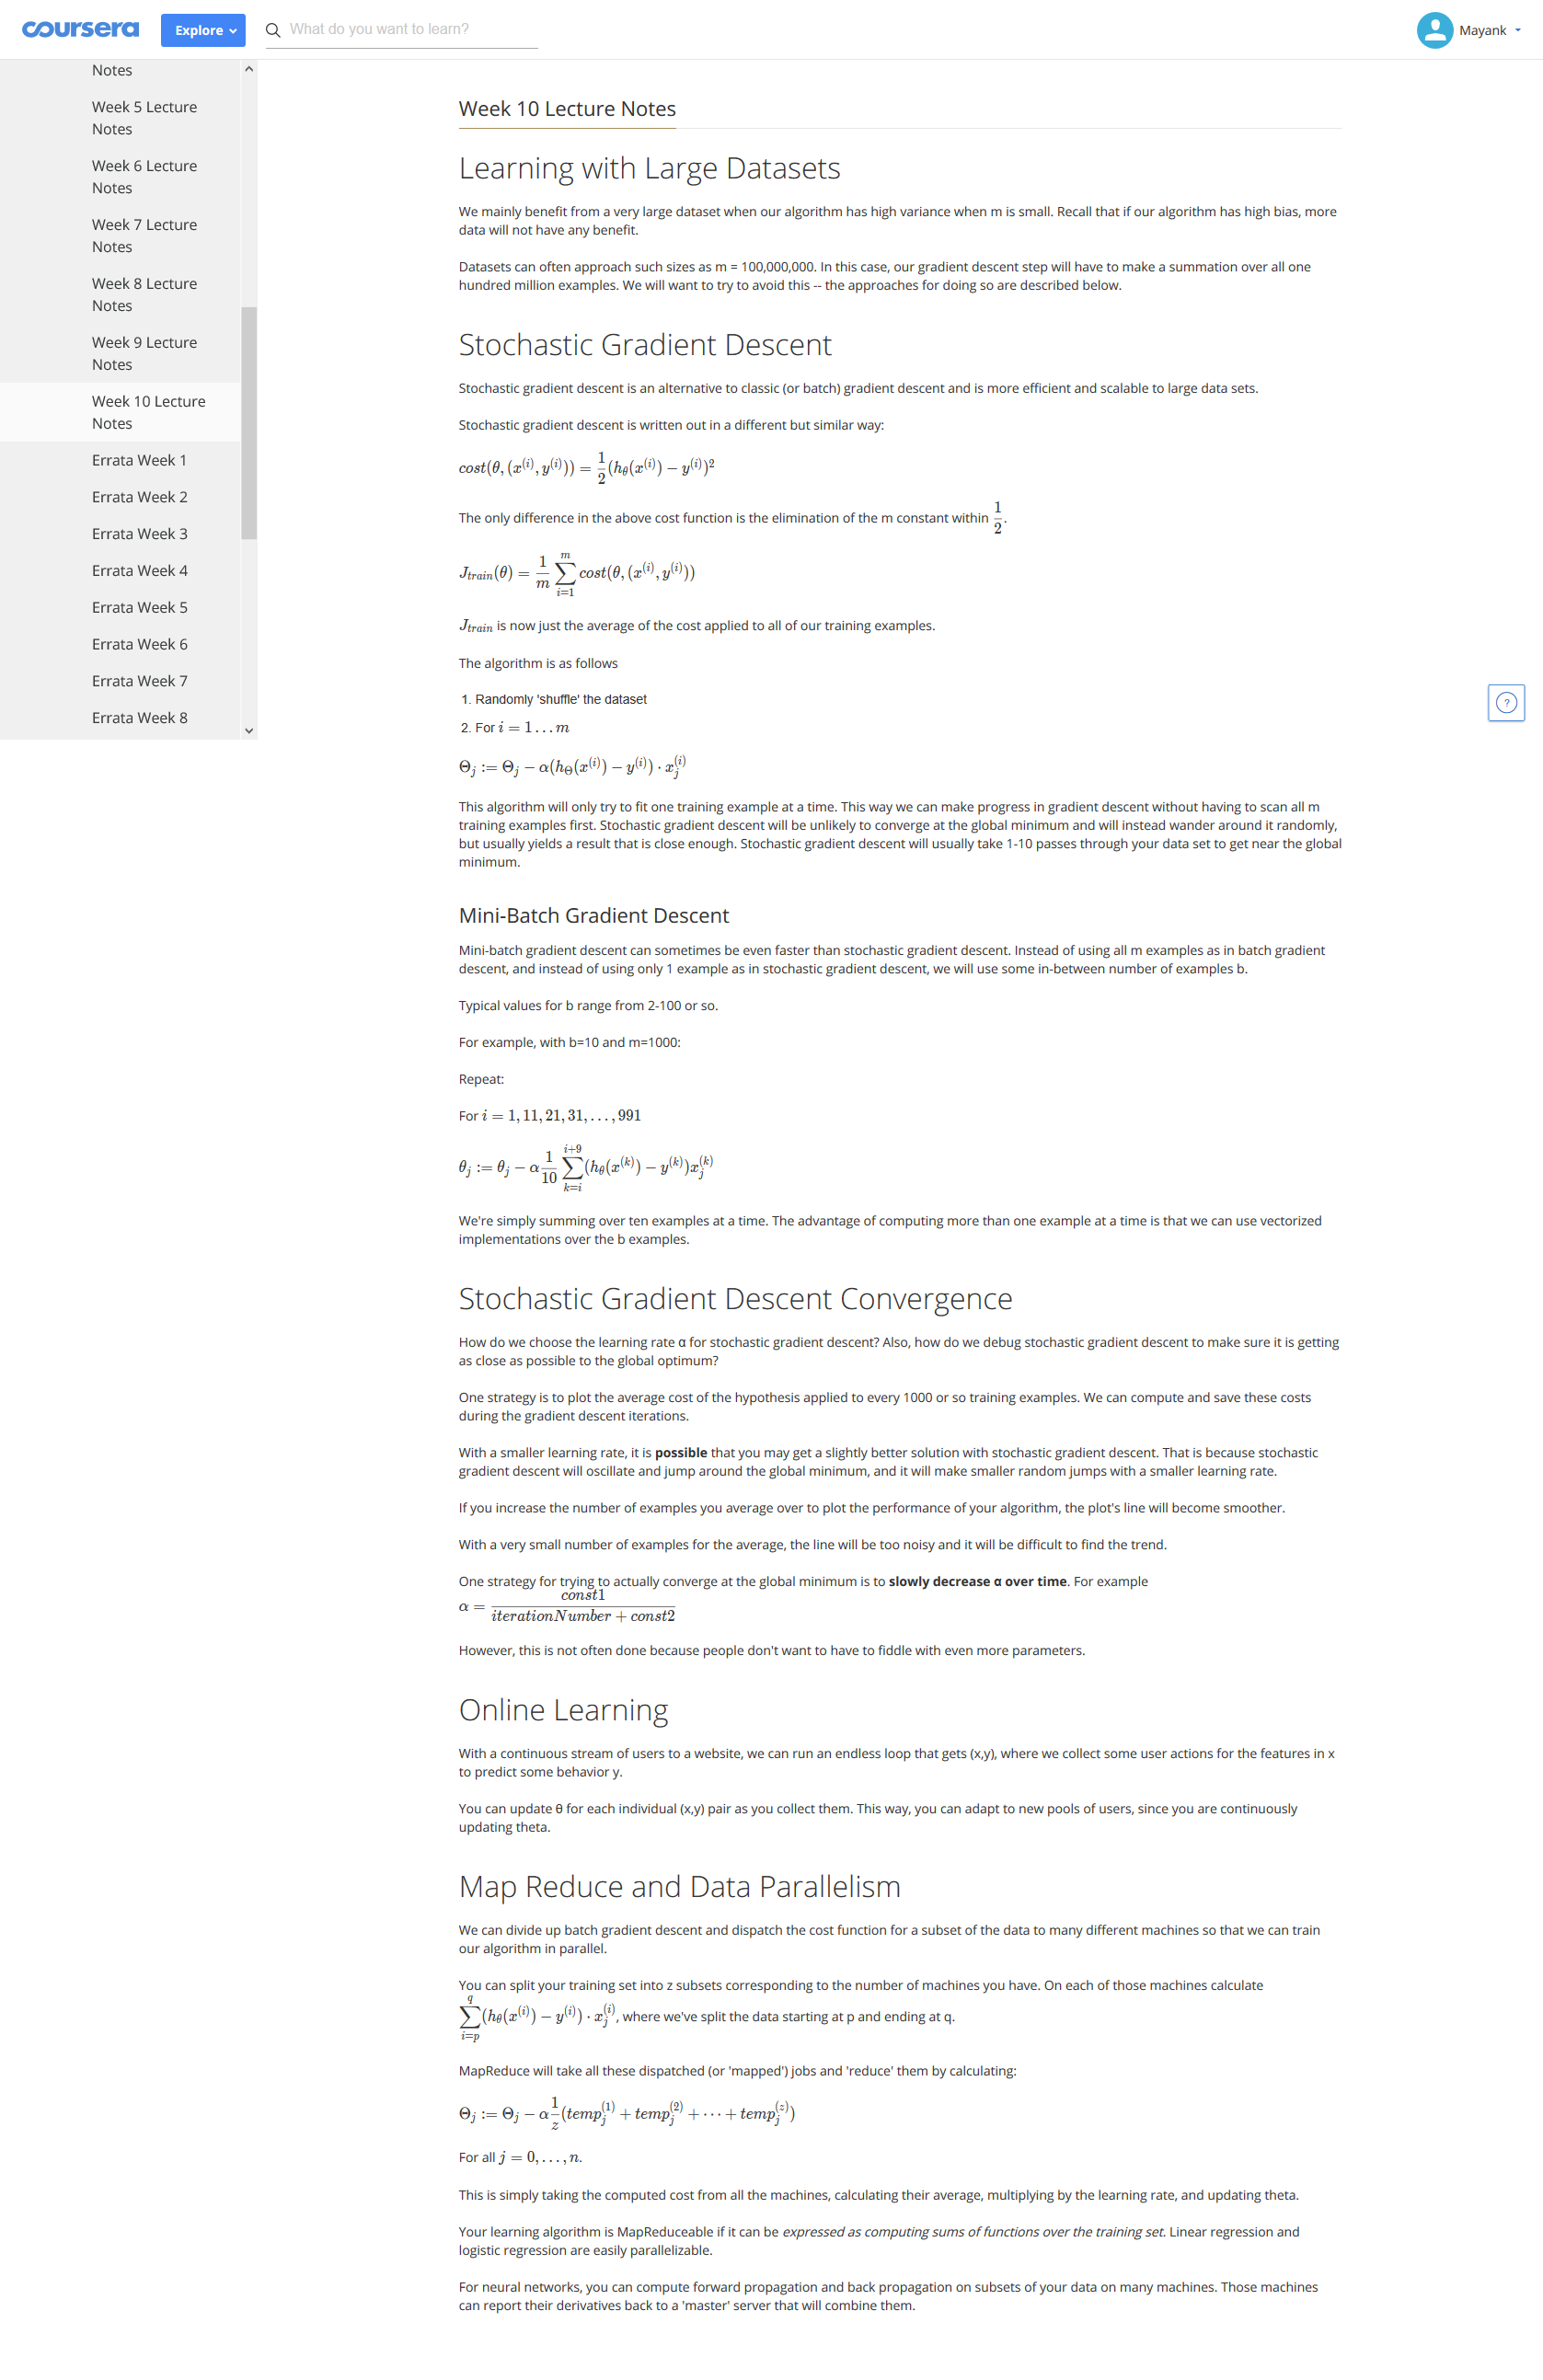 coursera
Explore
What do you want to learn?
Mayank
Notes
Week 5 Lecture
Notes
Week 6 Lecture
Notes
Week 7 Lecture
Notes
Week 8 Lecture
Notes
Week 9 Lecture
Notes
Week 10 Lecture
Notes
Errata Week 1
Errata Week 2
Errata Week 3
Errata Week 4
Errata Week 5
Errata Week 6
Errata Week 7
Errata Week 8
Week 10 Lecture Notes
Learning with Large Datasets
We mainly benefit from a very large dataset when our algorithm has high variance when m is small. Recall that if our algorithm has high bias, more
data will not have any benefit.
Datasets can often approach such sizes as m = 100,000,000. In this case, our gradient descent step will have to make a summation over all one
hundred million examples. We will want to try to avoid this -- the approaches for doing so are described below.
Stochastic Gradient Descent
Stochastic gradient descent is an alternative to classic (or batch) gradient descent and is more efficient and scalable to large data sets.
Stochastic gradient descent is written out in a different but similar way:
cost(θ, (x^(i), y^(i))) = 1/2 (h_θ(x^(i)) − y^(i))^2
The only difference in the above cost function is the elimination of the m constant within 1/2.
J_train(θ) = 1/m ∑_{i=1}^{m} cost(θ, (x^(i), y^(i)))
J_train is now just the average of the cost applied to all of our training examples.
The algorithm is as follows
1. Randomly 'shuffle' the dataset
2. For i = 1…m
Θ_j := Θ_j − α(h_Θ(x^(i)) − y^(i)) · x_j^(i)
This algorithm will only try to fit one training example at a time. This way we can make progress in gradient descent without having to scan all m
training examples first. Stochastic gradient descent will be unlikely to converge at the global minimum and will instead wander around it randomly,
but usually yields a result that is close enough. Stochastic gradient descent will usually take 1-10 passes through your data set to get near the global
minimum.
Mini-Batch Gradient Descent
Mini-batch gradient descent can sometimes be even faster than stochastic gradient descent. Instead of using all m examples as in batch gradient
descent, and instead of using only 1 example as in stochastic gradient descent, we will use some in-between number of examples b.
Typical values for b range from 2-100 or so.
For example, with b=10 and m=1000:
Repeat:
For i = 1, 11, 21, 31, …, 991
θ_j := θ_j − α 1/10 ∑_{k=i}^{i+9} (h_θ(x^(k)) − y^(k))x_j^(k)
We're simply summing over ten examples at a time. The advantage of computing more than one example at a time is that we can use vectorized
implementations over the b examples.
Stochastic Gradient Descent Convergence
How do we choose the learning rate α for stochastic gradient descent? Also, how do we debug stochastic gradient descent to make sure it is getting
as close as possible to the global optimum?
One strategy is to plot the average cost of the hypothesis applied to every 1000 or so training examples. We can compute and save these costs
during the gradient descent iterations.
With a smaller learning rate, it is possible that you may get a slightly better solution with stochastic gradient descent. That is because stochastic
gradient descent will oscillate and jump around the global minimum, and it will make smaller random jumps with a smaller learning rate.
If you increase the number of examples you average over to plot the performance of your algorithm, the plot's line will become smoother.
With a very small number of examples for the average, the line will be too noisy and it will be difficult to find the trend.
One strategy for trying to actually converge at the global minimum is to slowly decrease α over time. For example
α = const1 / (iterationNumber + const2)
However, this is not often done because people don't want to have to fiddle with even more parameters.
Online Learning
With a continuous stream of users to a website, we can run an endless loop that gets (x,y), where we collect some user actions for the features in x
to predict some behavior y.
You can update θ for each individual (x,y) pair as you collect them. This way, you can adapt to new pools of users, since you are continuously
updating theta.
Map Reduce and Data Parallelism
We can divide up batch gradient descent and dispatch the cost function for a subset of the data to many different machines so that we can train
our algorithm in parallel.
You can split your training set into z subsets corresponding to the number of machines you have. On each of those machines calculate
∑_{i=p}^{q} (h_θ(x^(i)) − y^(i)) · x_j^(i), where we've split the data starting at p and ending at q.
MapReduce will take all these dispatched (or 'mapped') jobs and 'reduce' them by calculating:
Θ_j := Θ_j − α 1/z (temp_j^(1) + temp_j^(2) + ⋯ + temp_j^(z))
For all j = 0, …, n.
This is simply taking the computed cost from all the machines, calculating their average, multiplying by the learning rate, and updating theta.
Your learning algorithm is MapReduceable if it can be expressed as computing sums of functions over the training set. Linear regression and
logistic regression are easily parallelizable.
For neural networks, you can compute forward propagation and back propagation on subsets of your data on many machines. Those machines
can report their derivatives back to a 'master' server that will combine them.
?